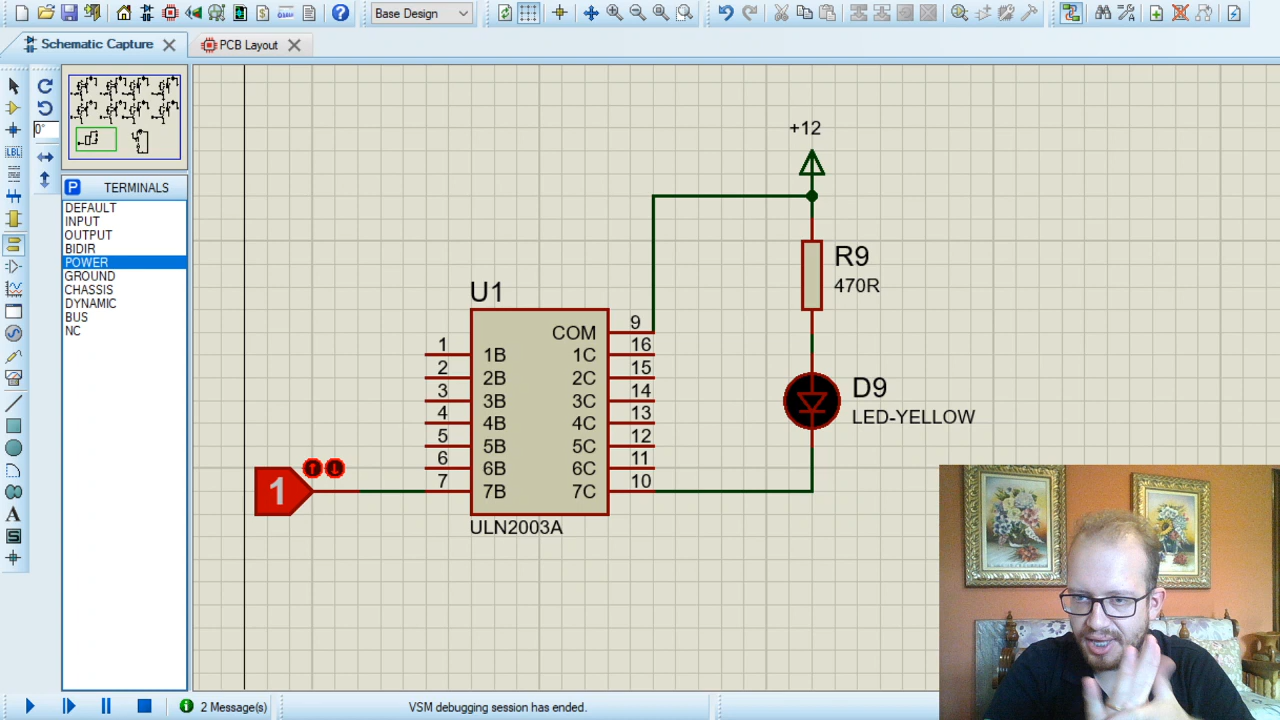 Base Design
Schematic Capture
PCB Layout
0°
LBL
P TERMINALS
DEFAULT
INPUT
OUTPUT
BIDIR
POWER
GROUND
CHASSIS
DYNAMIC
BUS
NC
A
S
+12
R9
470R
U1
COM 9
1 1B 1C 16
2 2B 2C 15
3 3B 3C 14
4 4B 4C 13
5 5B 5C 12
6 6B 6C 11
7 7B 7C 10
ULN2003A
1
D9
LED-YELLOW
2 Message(s)
VSM debugging session has ended.